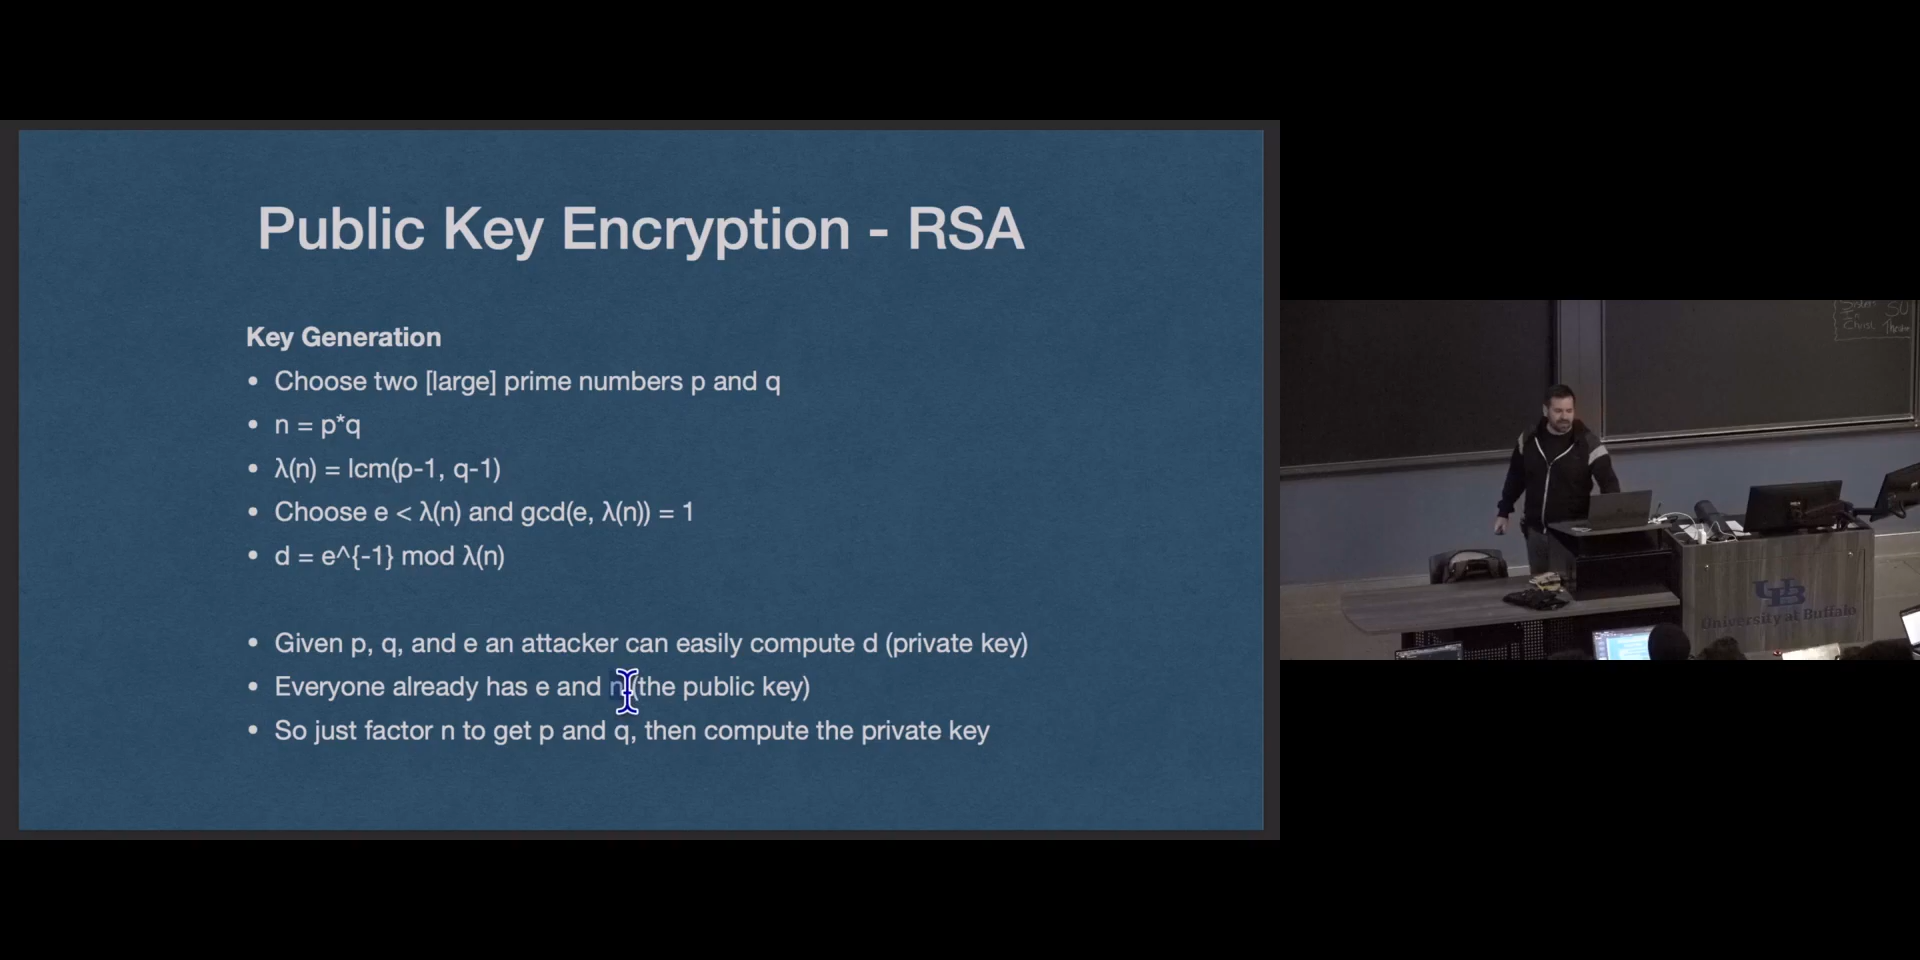 Public Key Encryption - RSA
Key Generation
• Choose two [large] prime numbers p and q
• n = p*q
• λ(n) = lcm(p-1, q-1)
• Choose e < λ(n) and gcd(e, λ(n)) = 1
• d = e^{-1} mod λ(n)
• Given p, q, and e an attacker can easily compute d (private key)
• Everyone already has e and n (the public key)
• So just factor n to get p and q, then compute the private key
UB
University at Buffalo